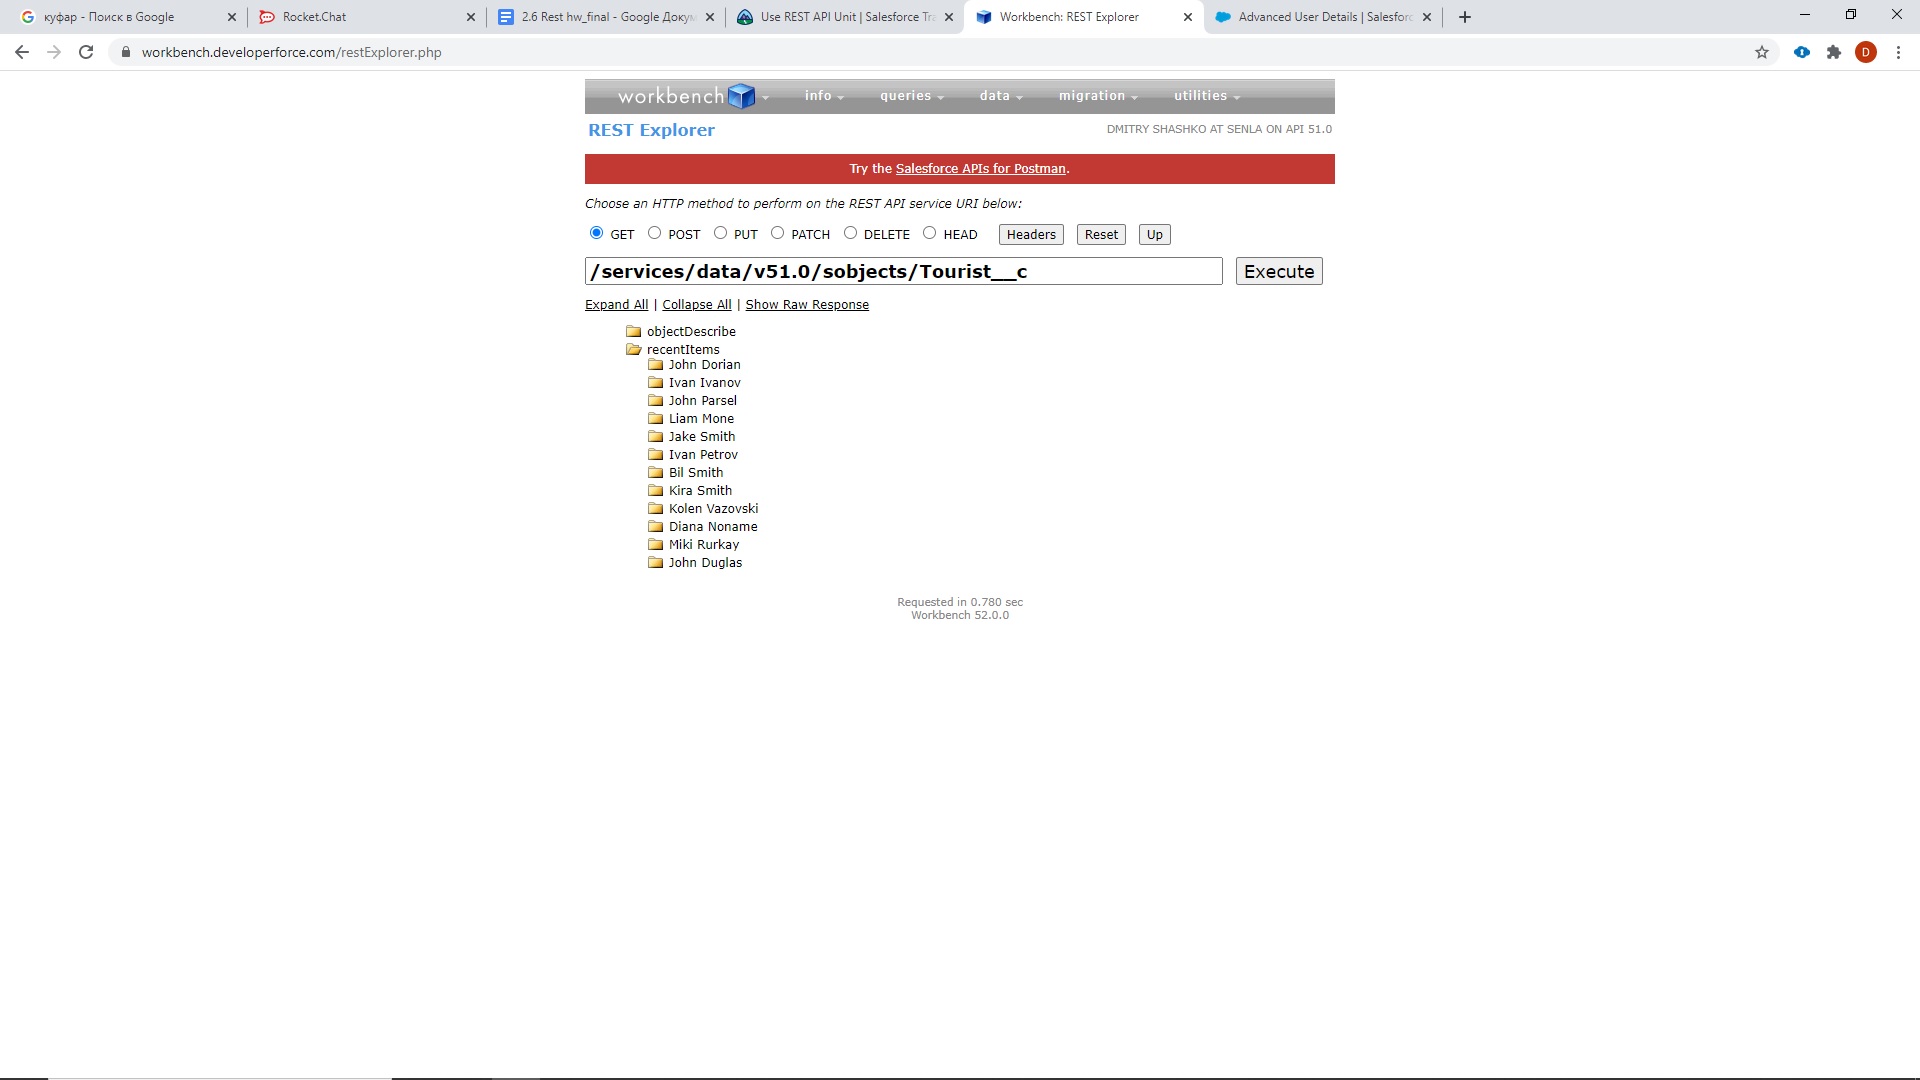 куфар - Поиск в Google
Rocket.Chat
2.6 Rest hw_final - Google Докум
Use REST API Unit | Salesforce Tra
Workbench: REST Explorer
Advanced User Details | Salesforc
workbench.developerforce.com/restExplorer.php
D
workbench info queries data migration utilities
REST Explorer
DMITRY SHASHKO AT SENLA ON API 51.0
Try the Salesforce APIs for Postman.
Choose an HTTP method to perform on the REST API service URI below:
GET POST PUT PATCH DELETE HEAD Headers Reset Up
/services/data/v51.0/sobjects/Tourist__c Execute
Expand All | Collapse All | Show Raw Response
objectDescribe
recentItems
John Dorian
Ivan Ivanov
John Parsel
Liam Mone
Jake Smith
Ivan Petrov
Bil Smith
Kira Smith
Kolen Vazovski
Diana Noname
Miki Rurkay
John Duglas
Requested in 0.780 sec
Workbench 52.0.0